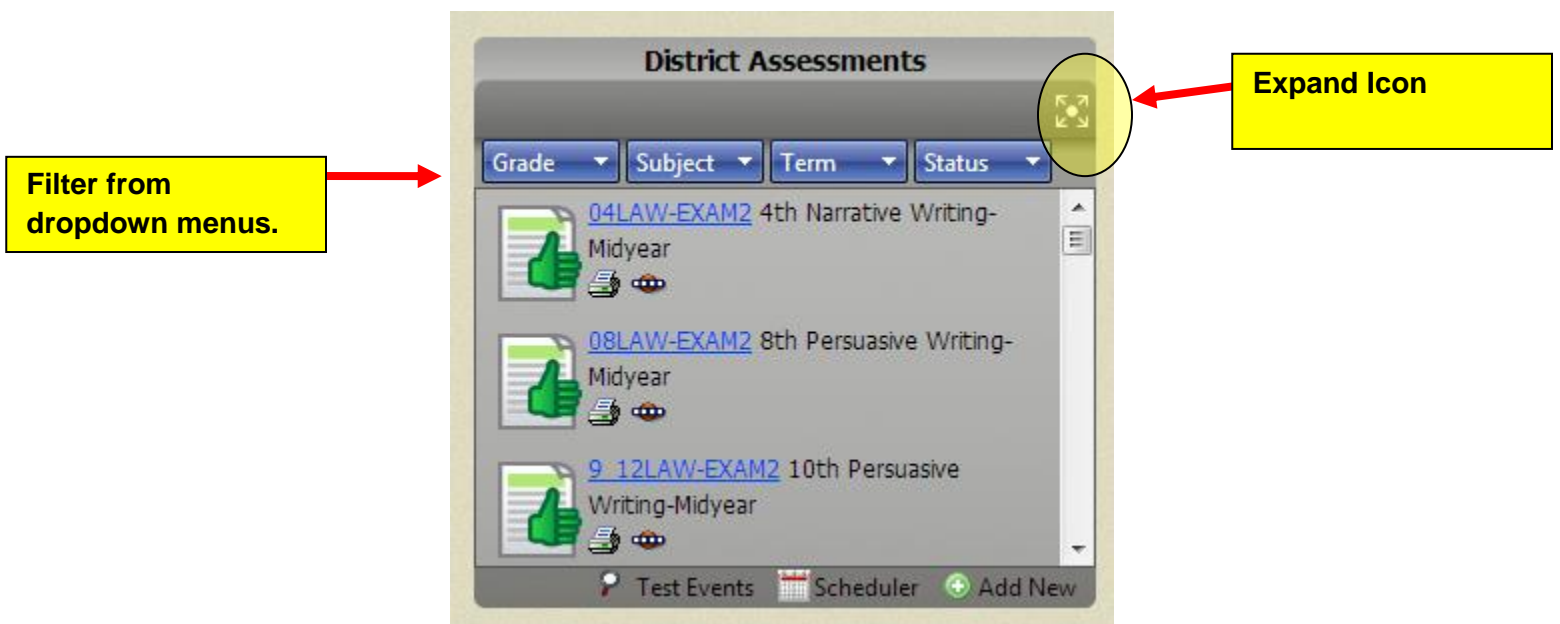 District Assessments
Expand Icon
Grade Subject Term Status
Filter from
dropdown menus.
04LAW-EXAM2 4th Narrative Writing-
Midyear
08LAW-EXAM2 8th Persuasive Writing-
Midyear
9_12LAW-EXAM2 10th Persuasive
Writing-Midyear
Test Events Scheduler Add New